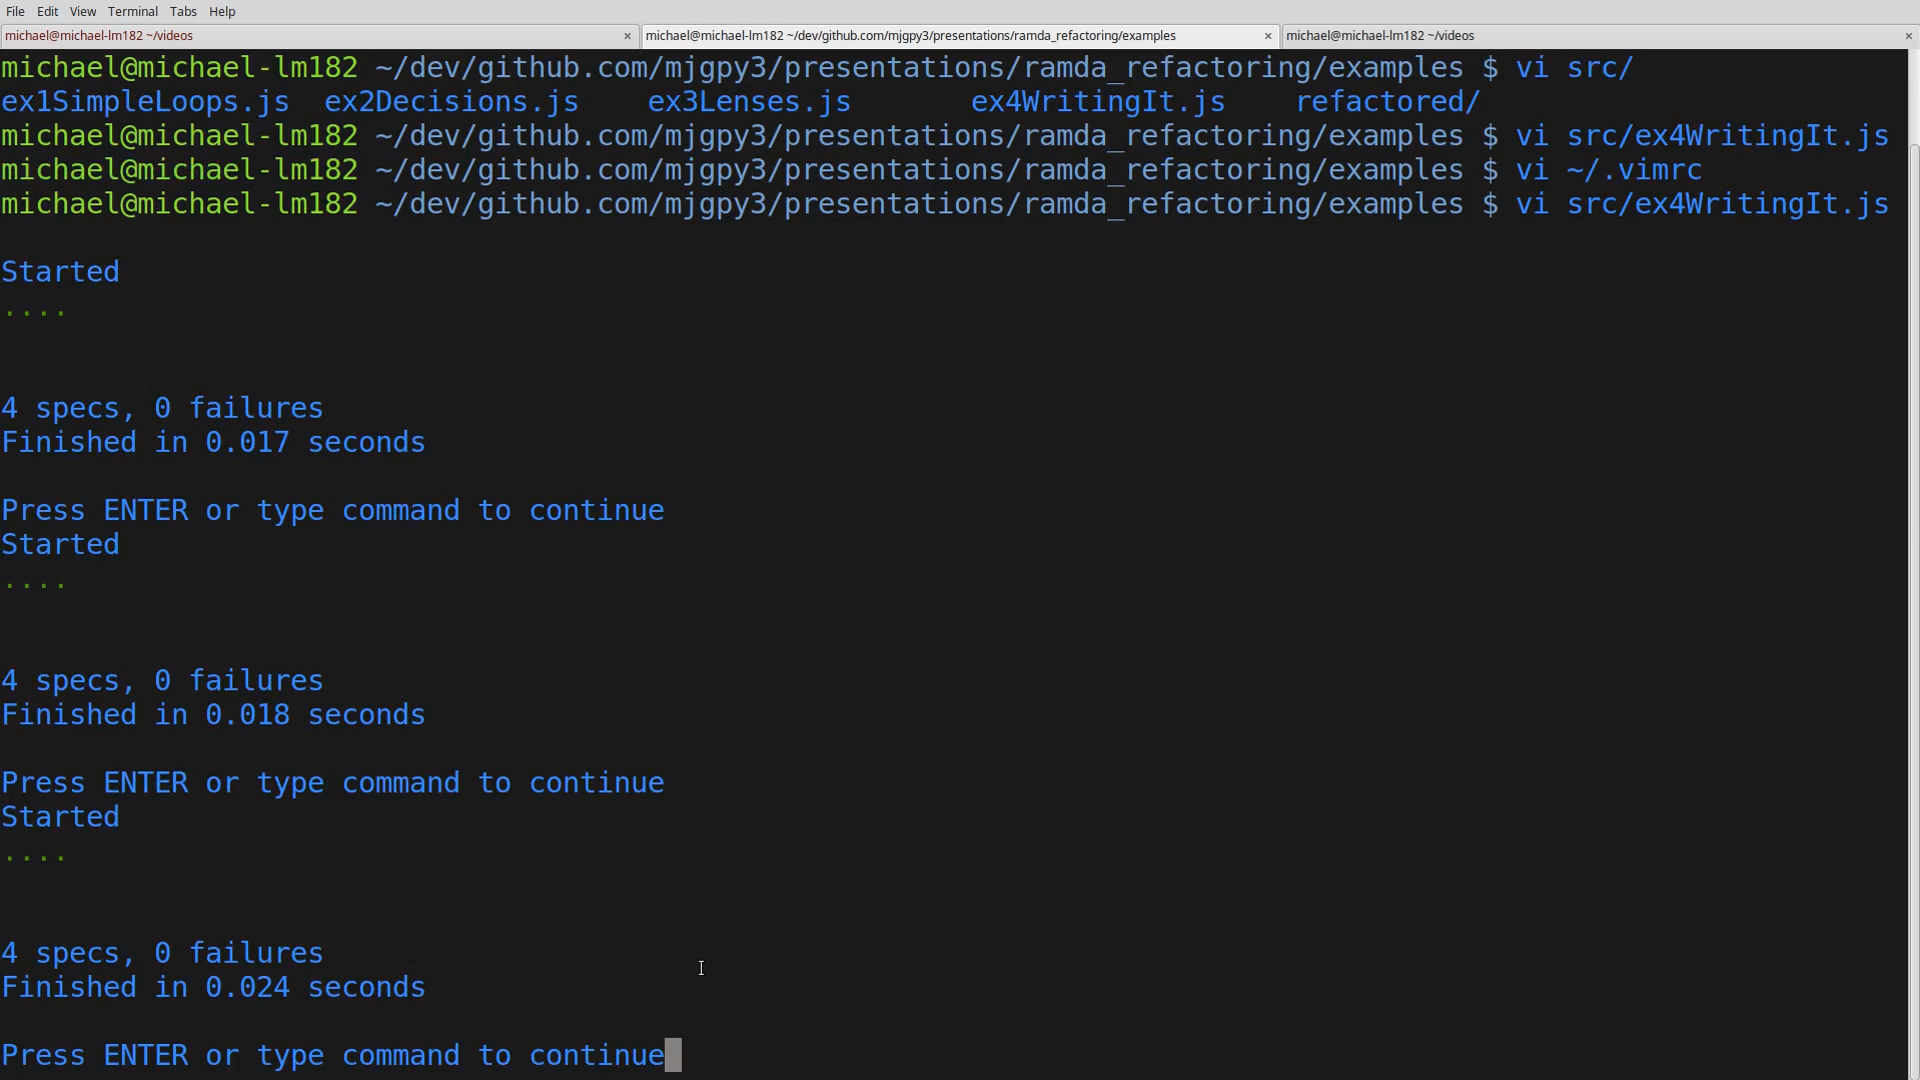 File Edit View Terminal Tabs Help
michael@michael-lm182 ~/videos × michael@michael-lm182 ~/dev/github.com/mjgpy3/presentations/ramda_refactoring/examples × michael@michael-lm182 ~/videos ×
michael@michael-lm182 ~/dev/github.com/mjgpy3/presentations/ramda_refactoring/examples $ vi src/
ex1SimpleLoops.js ex2Decisions.js ex3Lenses.js ex4WritingIt.js refactored/
michael@michael-lm182 ~/dev/github.com/mjgpy3/presentations/ramda_refactoring/examples $ vi src/ex4WritingIt.js
michael@michael-lm182 ~/dev/github.com/mjgpy3/presentations/ramda_refactoring/examples $ vi ~/.vimrc
michael@michael-lm182 ~/dev/github.com/mjgpy3/presentations/ramda_refactoring/examples $ vi src/ex4WritingIt.js
Started
....
4 specs, 0 failures
Finished in 0.017 seconds
Press ENTER or type command to continue
Started
....
4 specs, 0 failures
Finished in 0.018 seconds
Press ENTER or type command to continue
Started
....
4 specs, 0 failures
Finished in 0.024 seconds
Press ENTER or type command to continue